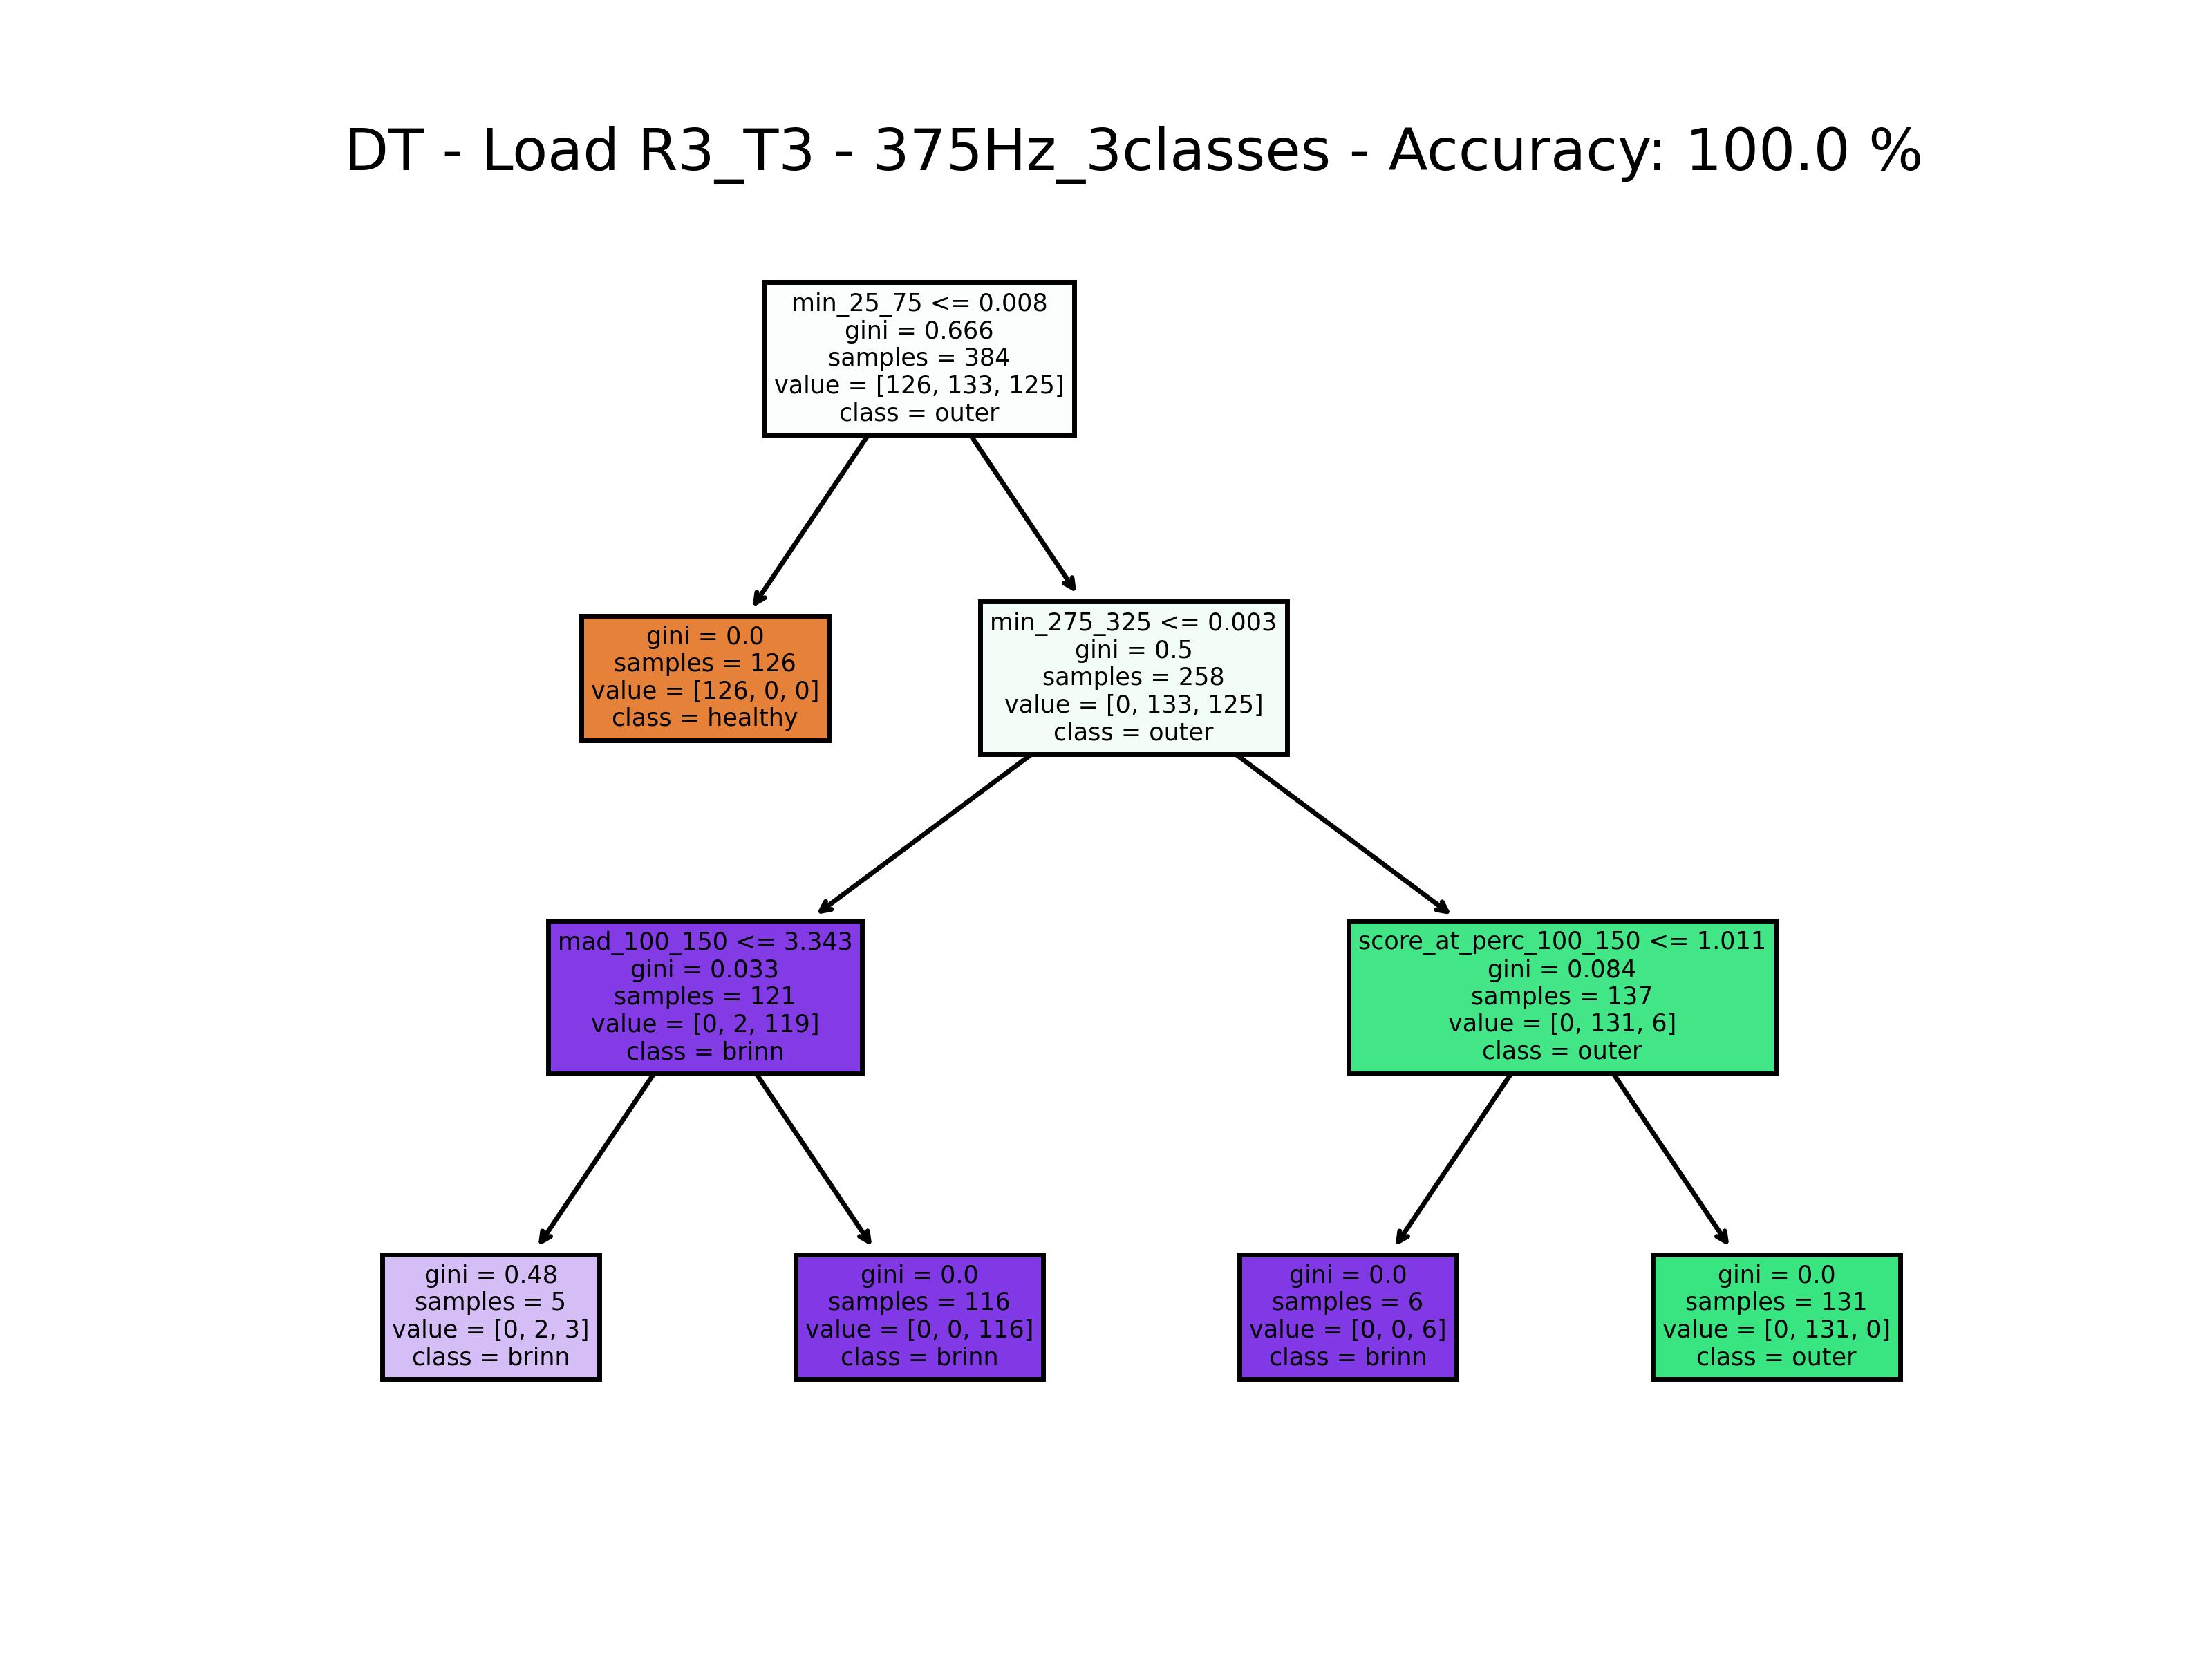 DT - Load R3_T3 - 375Hz_3classes - Accuracy: 100.0 %
min_25_75 <= 0.008
gini = 0.666
samples = 384
value = [126, 133, 125]
class = outer
gini = 0.0
samples = 126
value = [126, 0, 0]
class = healthy
min_275_325 <= 0.003
gini = 0.5
samples = 258
value = [0, 133, 125]
class = outer
mad_100_150 <= 3.343
gini = 0.033
samples = 121
value = [0, 2, 119]
class = brinn
score_at_perc_100_150 <= 1.011
gini = 0.084
samples = 137
value = [0, 131, 6]
class = outer
gini = 0.48
samples = 5
value = [0, 2, 3]
class = brinn
gini = 0.0
samples = 116
value = [0, 0, 116]
class = brinn
gini = 0.0
samples = 6
value = [0, 0, 6]
class = brinn
gini = 0.0
samples = 131
value = [0, 131, 0]
class = outer